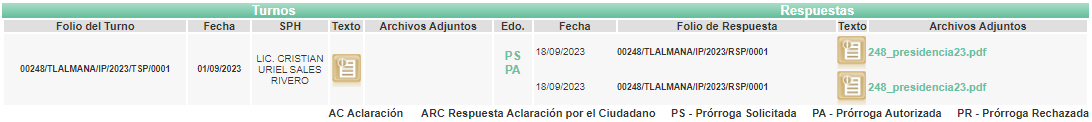 Turnos Respuestas
Folio del Turno Fecha SPH Texto Archivos Adjuntos Edo. Fecha Folio de Respuesta Texto Archivos Adjuntos
00248/TLALMANA/IP/2023/TSP/0001 01/09/2023 LIC. CRISTIAN URIEL SALES RIVERO PS PA
18/09/2023 00248/TLALMANA/IP/2023/RSP/0001 248_presidencia23.pdf
18/09/2023 00248/TLALMANA/IP/2023/RSP/0001 248_presidencia23.pdf
AC Aclaración ARC Respuesta Aclaración por el Ciudadano PS - Prórroga Solicitada PA - Prórroga Autorizada PR - Prórroga Rechazada